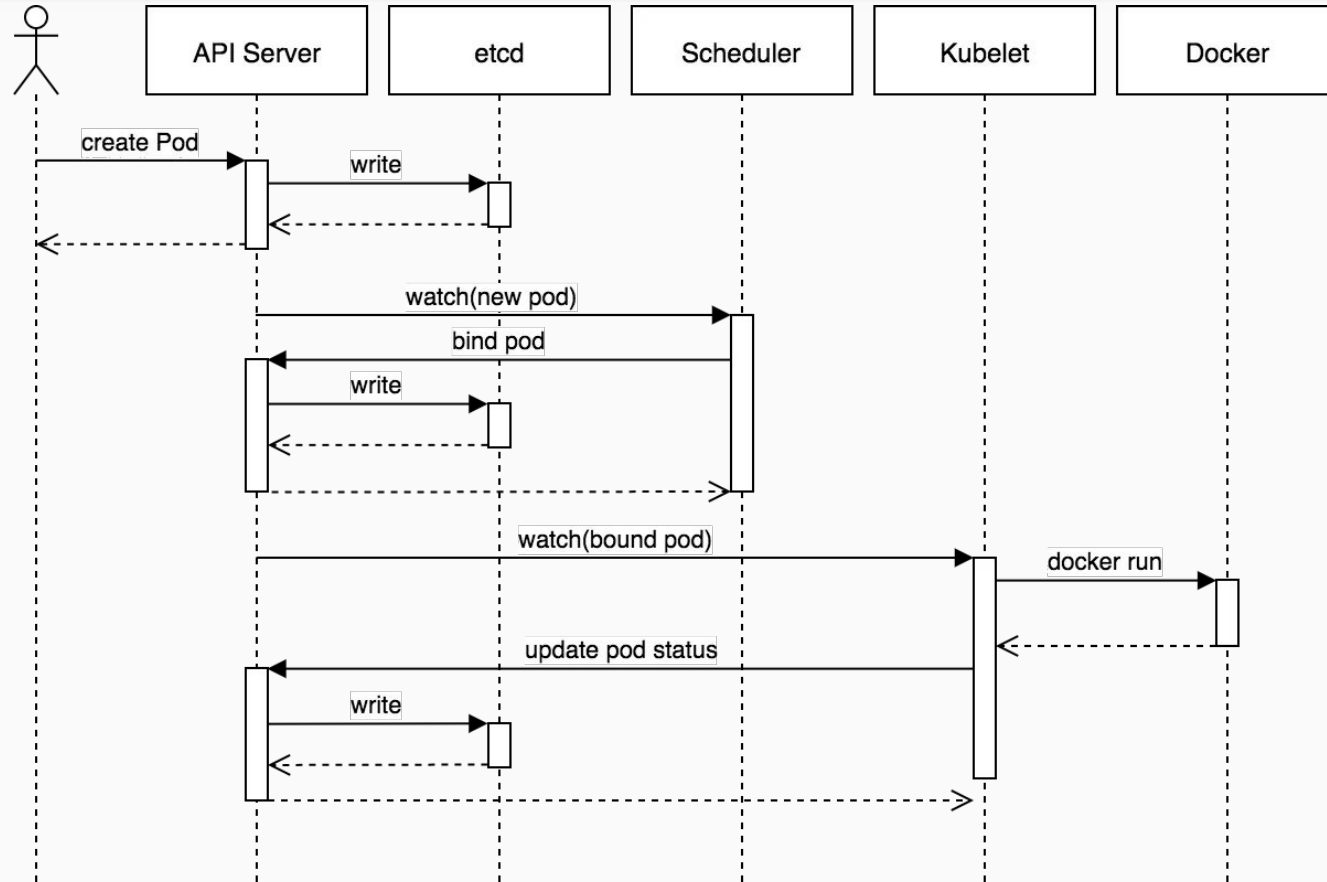 API Server
etcd
Scheduler
Kubelet
Docker
create Pod
write
watch(new pod)
bind pod
write
watch(bound pod)
docker run
update pod status
write